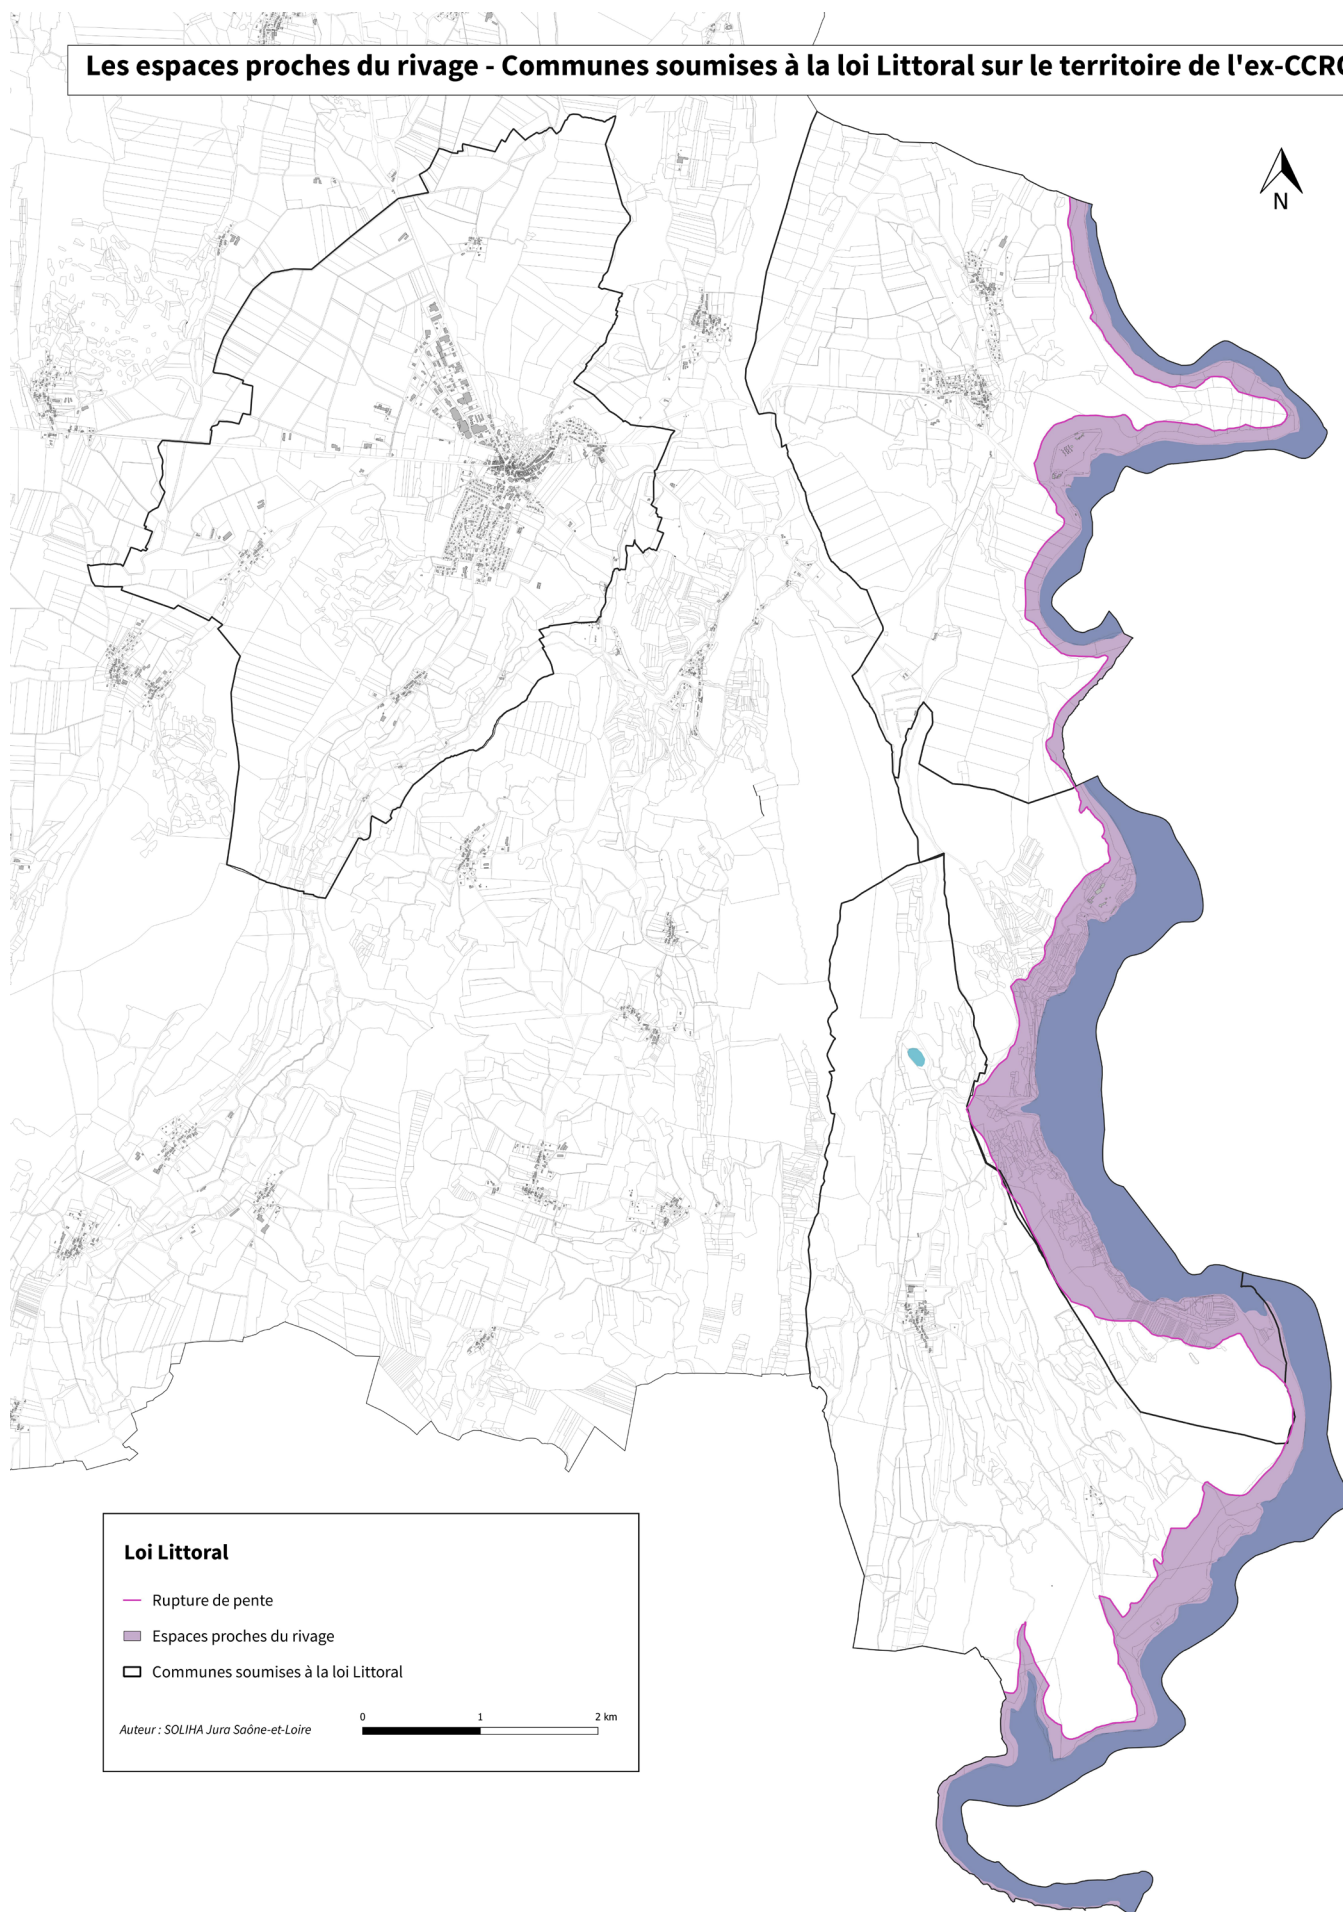 Les espaces proches du rivage - Communes soumises à la loi Littoral sur le territoire de l'ex-CCR
N
Loi Littoral
Rupture de pente
Espaces proches du rivage
Communes soumises à la loi Littoral
Auteur : SOLIHA Jura Saône-et-Loire
0 1 2 km